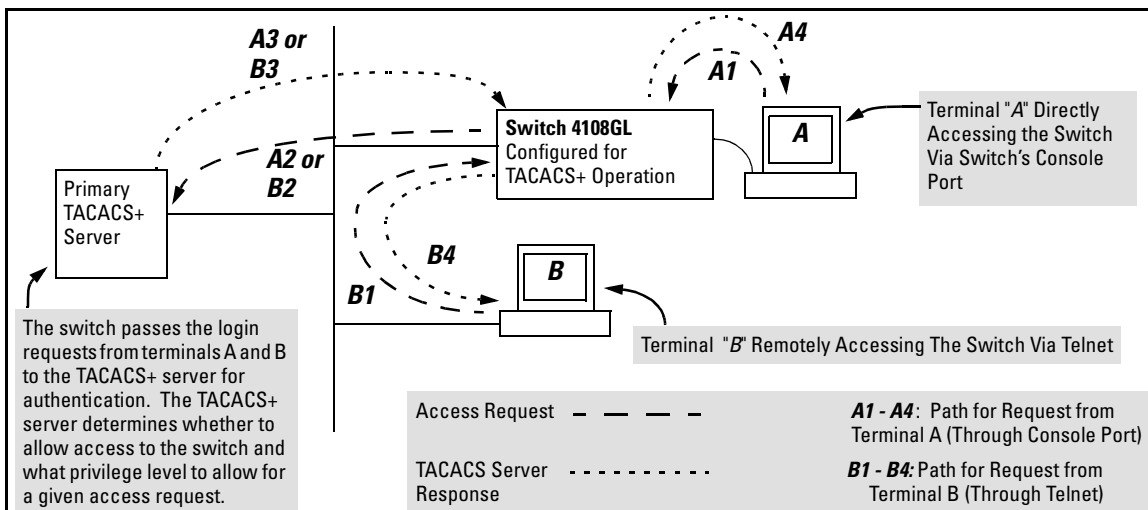 A3 or
B3
A4
A1
Switch 4108GL
Configured for
TACACS+ Operation
A
Terminal "A" Directly
Accessing the Switch
Via Switch's Console
Port
A2 or
B2
Primary
TACACS+
Server
B4
B1
B
Terminal "B" Remotely Accessing The Switch Via Telnet
The switch passes the login
requests from terminals A and B
to the TACACS+ server for
authentication. The TACACS+
server determines whether to
allow access to the switch and
what privilege level to allow for
a given access request.
Access Request
TACACS Server
Response
A1 - A4: Path for Request from
Terminal A (Through Console Port)
B1 - B4: Path for Request from
Terminal B (Through Telnet)